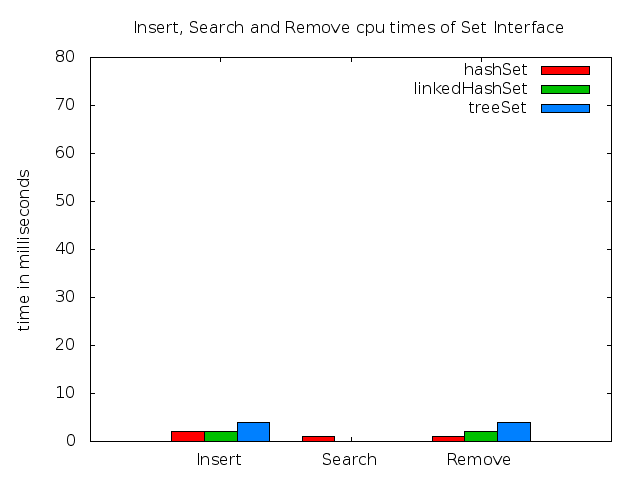 Insert, Search and Remove cpu times of Set Interface
hashSet
linkedHashSet
treeSet
80
70
60
50
40
30
20
10
0
time in milliseconds
Insert
Search
Remove